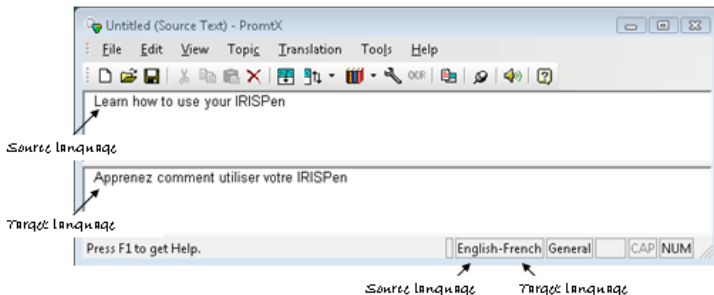 Untitled (Source Text) - PromtX
File Edit View Topic Translation Tools Help
OCR
Learn how to use your IRISPen
Source language
Apprenez comment utiliser votre IRISPen
Target language
Press F1 to get Help. English-French General CAP NUM
Source language Target language